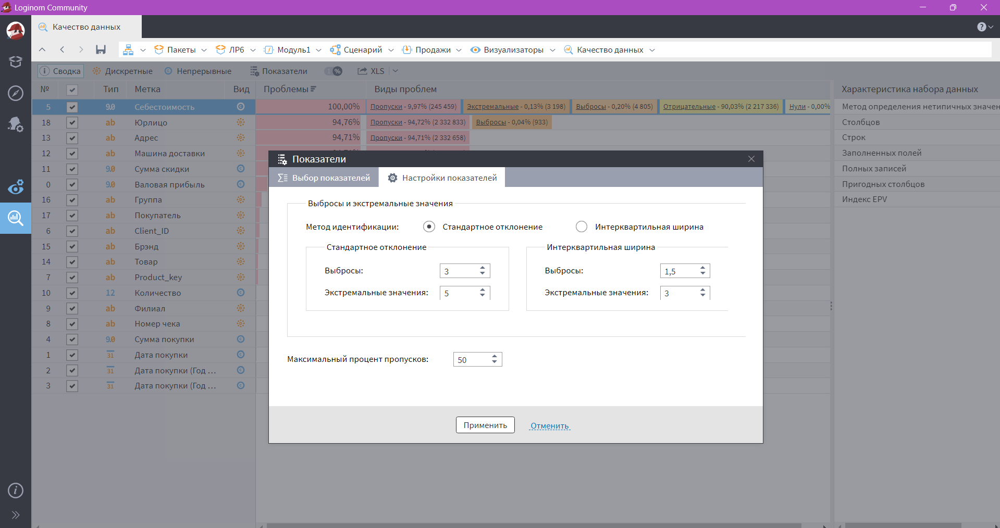 Loginom Community
Качество данных
?
Пакеты ЛР6 Модуль1 Сценарий Продажи Визуализаторы Качество данных
Сводка Дискретные Непрерывные Показатели % XLS
№ Тип Метка Вид Проблемы Виды проблем Характеристика набора данных
5 9.0 Себестоимость 100,00% Пропуски - 9,97% (245 459) Экстремальные - 0,13% (3 198) Выбросы - 0,20% (4 805) Отрицательные - 90,03% (2 217 336) Нули - 0,00% Метод определения нетипичных значен
18 ab Юрлицо 94,76% Пропуски - 94,72% (2 332 833) Выбросы - 0,04% (933) Столбцов
13 ab Адрес 94,71% Пропуски - 94,71% (2 332 658) Строк
12 ab Машина доставки Заполненных полей
11 9.0 Сумма скидки Полных записей
0 9.0 Валовая прибыль Пригодных столбцов
16 ab Группа Индекс EPV
17 ab Покупатель
6 ab Client_ID
15 ab Брэнд
14 ab Товар
7 ab Product_key
10 12 Количество
9 ab Филиал
8 ab Номер чека
4 9.0 Сумма покупки
1 31 Дата покупки
2 31 Дата покупки (Год ...
3 31 Дата покупки (Год ...
Показатели
Выбор показателей Настройки показателей
Выбросы и экстремальные значения
Метод идентификации: Стандартное отклонение Интерквартильная ширина
Стандартное отклонение Интерквартильная ширина
Выбросы: 3 Выбросы: 1,5
Экстремальные значения: 5 Экстремальные значения: 3
Максимальный процент пропусков: 50
Применить Отменить